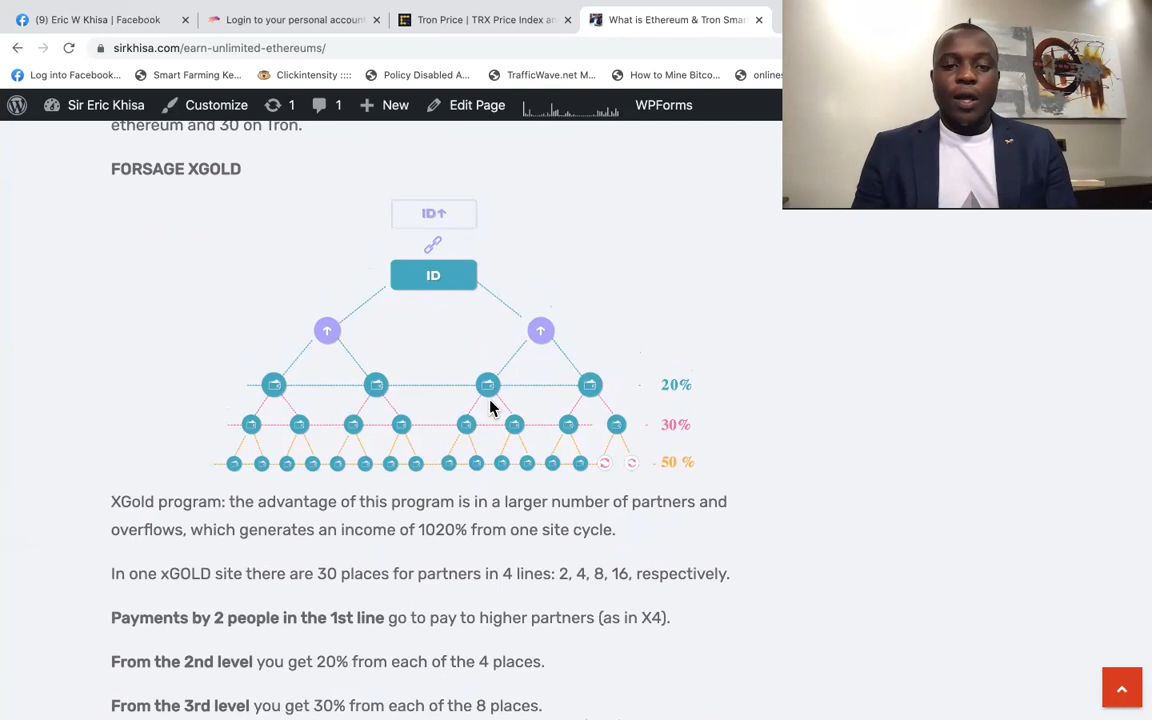 (9) Eric W Khisa | Facebook
Login to your personal accoun
Tron Price | TRX Price Index an
What is Ethereum & Tron Smar
sirkhisa.com/earn-unlimited-ethereums/
Log into Facebook...
Smart Farming Ke...
Clickintensity ::::
Policy Disabled A...
TrafficWave.net M...
How to Mine Bitco...
onlines
Sir Eric Khisa
Customize
1
1
New
Edit Page
WPForms
ethereum and 30 on Tron.
FORSAGE XGOLD
ID↑
ID
20%
30%
50 %
XGold program: the advantage of this program is in a larger number of partners and
overflows, which generates an income of 1020% from one site cycle.
In one xGOLD site there are 30 places for partners in 4 lines: 2, 4, 8, 16, respectively.
Payments by 2 people in the 1st line go to pay to higher partners (as in X4).
From the 2nd level you get 20% from each of the 4 places.
From the 3rd level you get 30% from each of the 8 places.